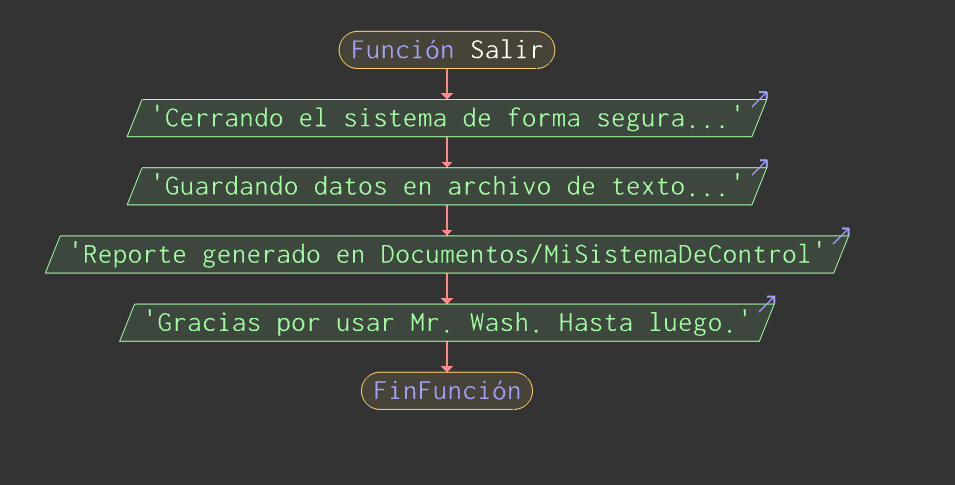 Función Salir
'Cerrando el sistema de forma segura...'
'Guardando datos en archivo de texto...'
'Reporte generado en Documentos/MiSistemaDeControl'
'Gracias por usar Mr. Wash. Hasta luego.'
FinFunción